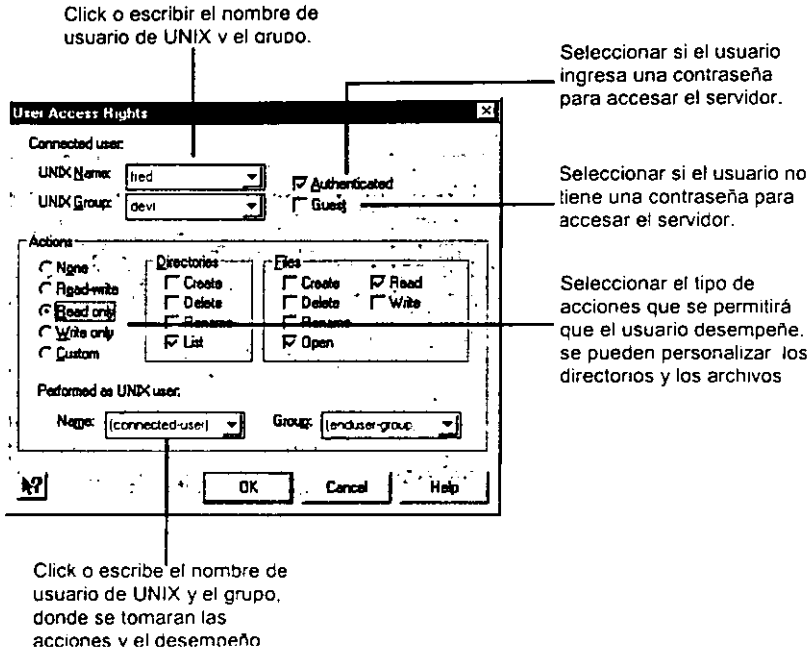 Click o escribir el nombre de
usuario de UNIX y el grupo.
Seleccionar si el usuario
ingresa una contraseña
para accesar el servidor.
User Access Rights
Connected user:
UNIX Name: fred
Authenticated
UNIX Group: devl
Guest
Seleccionar si el usuario no
tiene una contraseña para
accesar el servidor.
Actions
None
Read-write
Read only
Write only
Custom
Directories
Create
Delete
Rename
List
Files
Create
Read
Delete
Write
Rename
Open
Seleccionar el tipo de
acciones que se permitirá
que el usuario desempeñe.
se pueden personalizar los
directorios y los archivos
Performed as UNIX user:
Name: (connected-user)
Group: (enduser-group)
OK
Cancel
Help
Click o escribe el nombre de
usuario de UNIX y el grupo,
donde se tomaran las
acciones y el desempeño